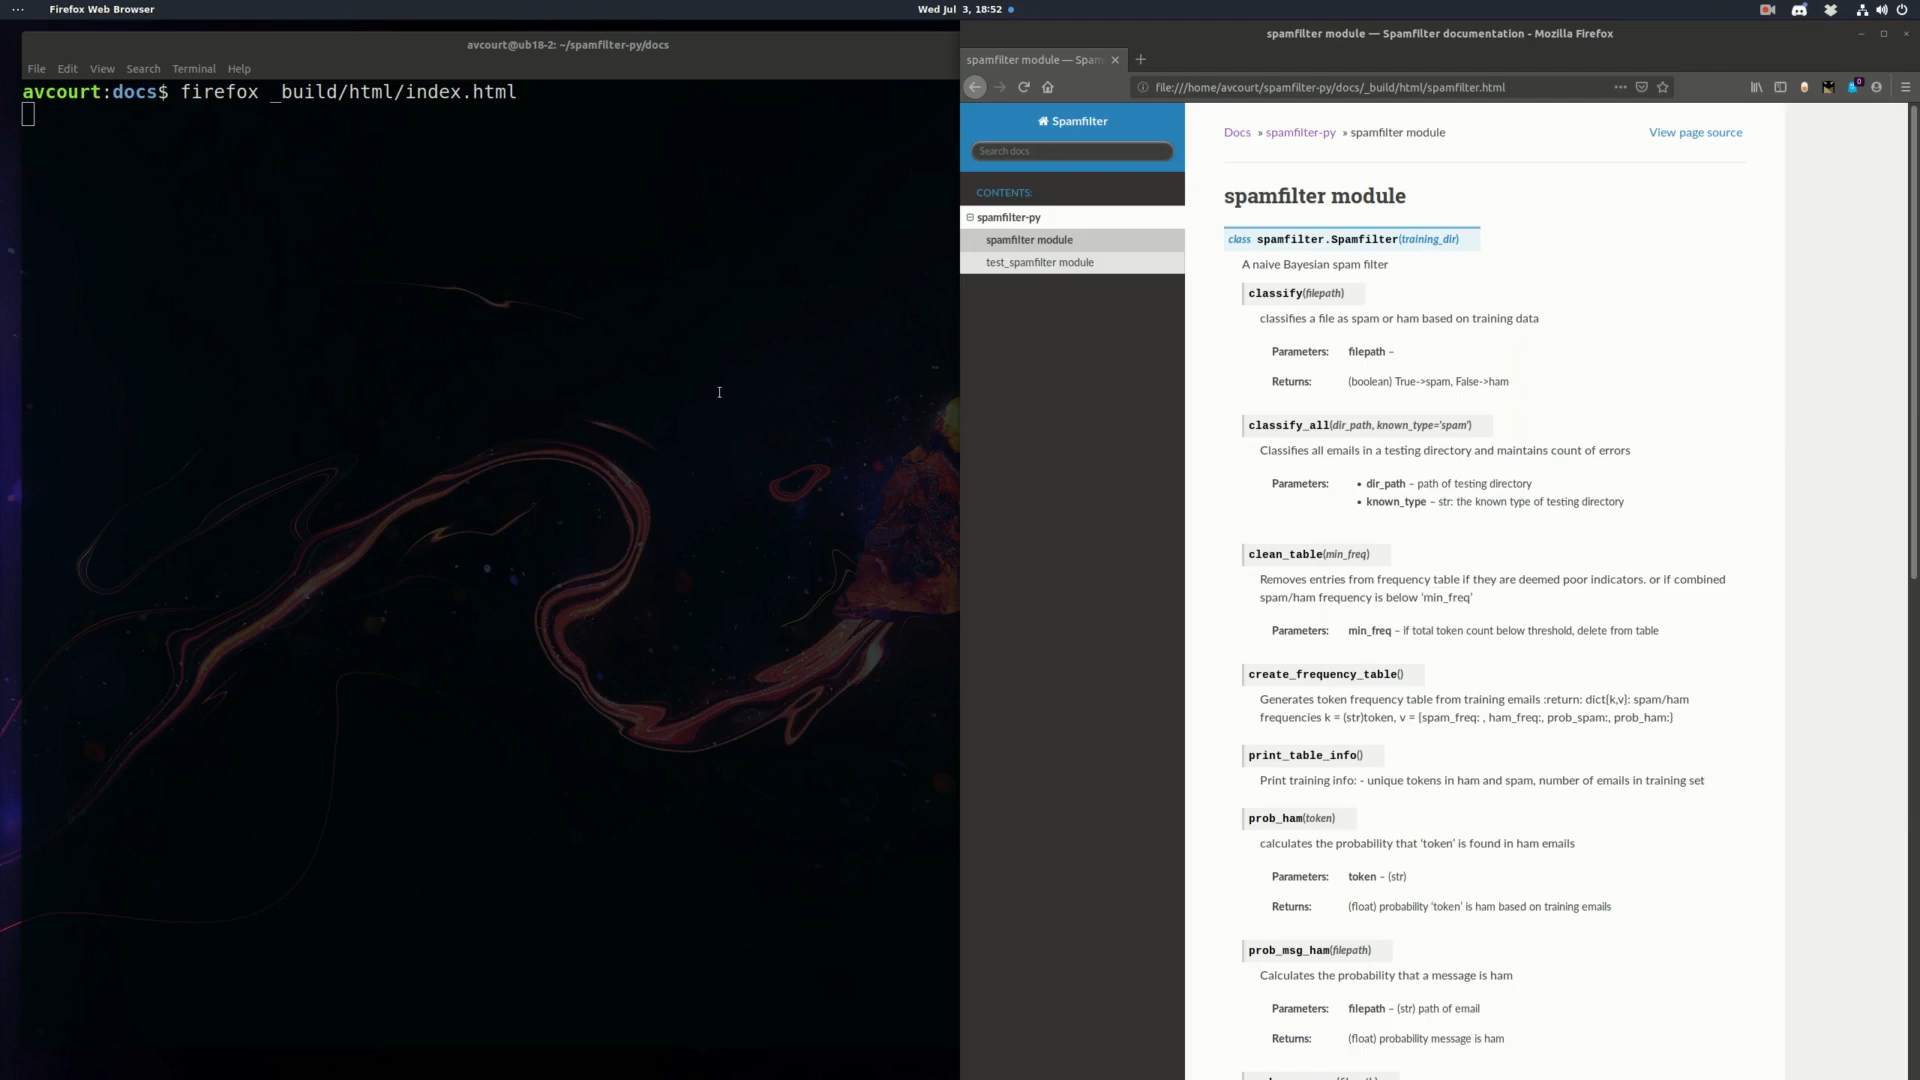 Firefox Web Browser
Wed Jul 3, 18:52
avcourt@ub18-2: ~/spamfilter-py/docs
File Edit View Search Terminal Help
avcourt:docs$ firefox _build/html/index.html
spamfilter module — Spamfilter documentation - Mozilla Firefox
spamfilter module — Spam
file:///home/avcourt/spamfilter-py/docs/_build/html/spamfilter.html
0
Spamfilter
Search docs
CONTENTS:
spamfilter-py
spamfilter module
test_spamfilter module
Docs » spamfilter-py » spamfilter module
View page source
spamfilter module
class spamfilter.Spamfilter(training_dir)
A naive Bayesian spam filter
classify(filepath)
classifies a file as spam or ham based on training data
Parameters: filepath –
Returns: (boolean) True->spam, False->ham
classify_all(dir_path, known_type='spam')
Classifies all emails in a testing directory and maintains count of errors
Parameters: • dir_path – path of testing directory
• known_type – str: the known type of testing directory
clean_table(min_freq)
Removes entries from frequency table if they are deemed poor indicators. or if combined
spam/ham frequency is below ‘min_freq’
Parameters: min_freq – if total token count below threshold, delete from table
create_frequency_table()
Generates token frequency table from training emails :return: dict{k,v}: spam/ham
frequencies k = (str)token, v = {spam_freq: , ham_freq:, prob_spam:, prob_ham:}
print_table_info()
Print training info: - unique tokens in ham and spam, number of emails in training set
prob_ham(token)
calculates the probability that ‘token’ is found in ham emails
Parameters: token – (str)
Returns: (float) probability ‘token’ is ham based on training emails
prob_msg_ham(filepath)
Calculates the probability that a message is ham
Parameters: filepath – (str) path of email
Returns: (float) probability message is ham